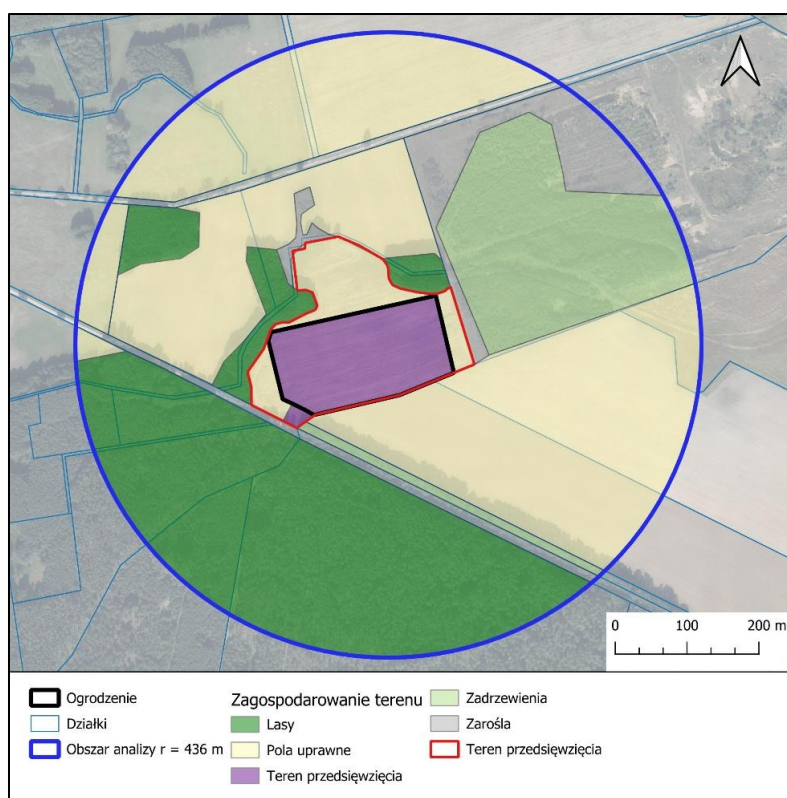 0 100 200 m
Ogrodzenie
Działki
Obszar analizy r = 436 m
Zagospodarowanie terenu
Lasy
Pola uprawne
Teren przedsięwzięcia
Zadrzewienia
Zarośla
Teren przedsięwzięcia